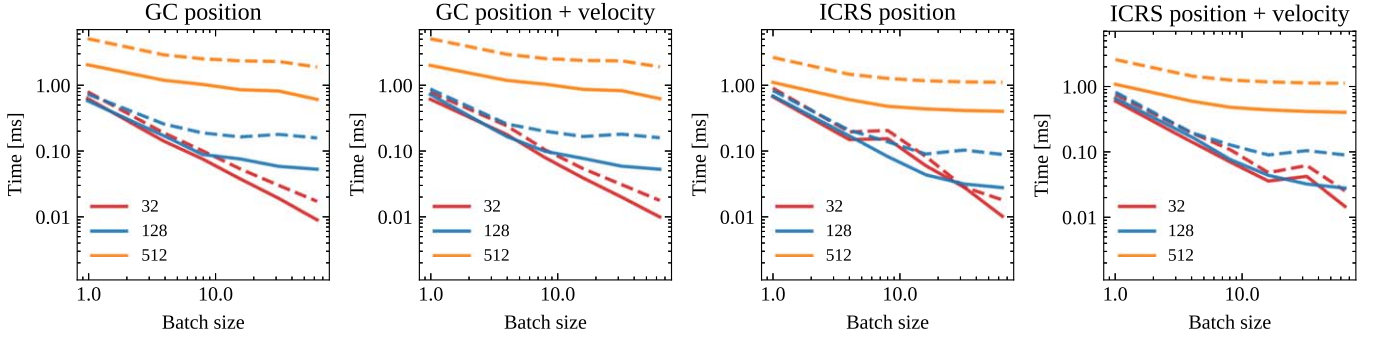 GC position
Time [ms]
1.00
0.10
0.01
32
128
512
1.0
10.0
Batch size
GC position + velocity
Time [ms]
1.00
0.10
0.01
32
128
512
1.0
10.0
Batch size
ICRS position
Time [ms]
1.00
0.10
0.01
32
128
512
1.0
10.0
Batch size
ICRS position + velocity
Time [ms]
1.00
0.10
0.01
32
128
512
1.0
10.0
Batch size